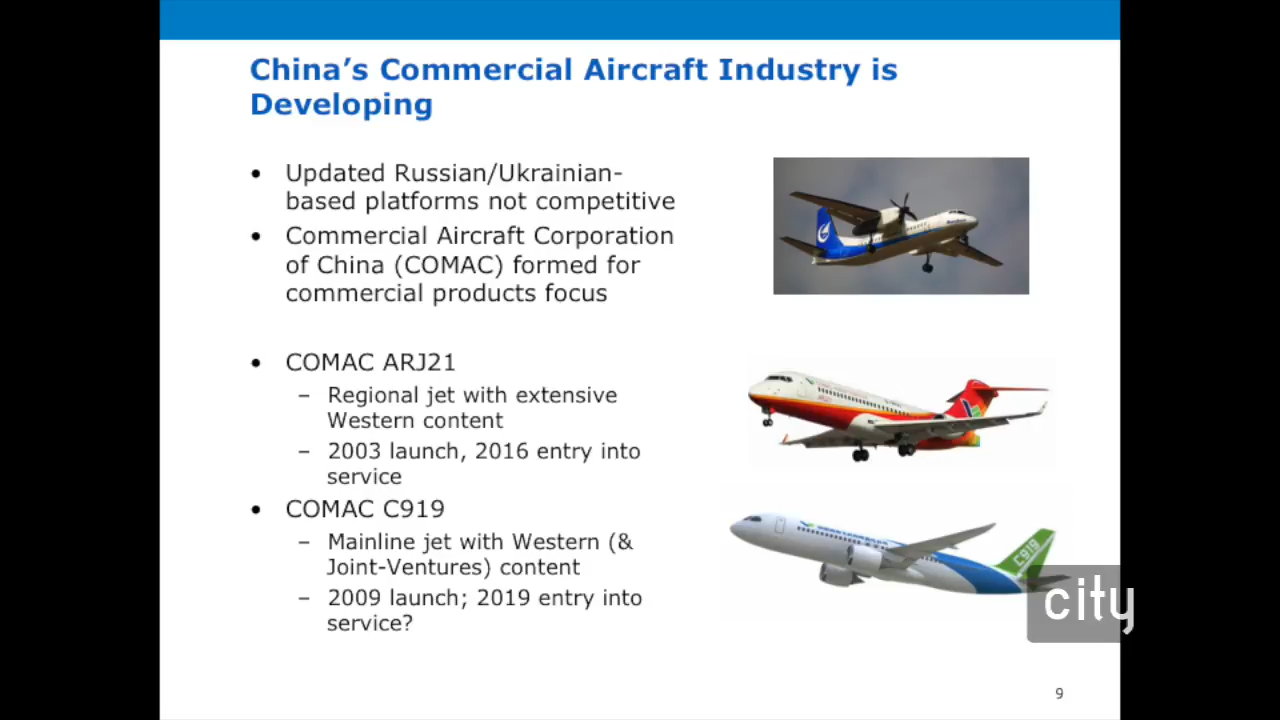 China's Commercial Aircraft Industry is
Developing
• Updated Russian/Ukrainian-
based platforms not competitive
• Commercial Aircraft Corporation
of China (COMAC) formed for
commercial products focus
• COMAC ARJ21
– Regional jet with extensive
Western content
– 2003 launch, 2016 entry into
service
• COMAC C919
– Mainline jet with Western (&
Joint-Ventures) content
– 2009 launch; 2019 entry into
service?
C919
city
9